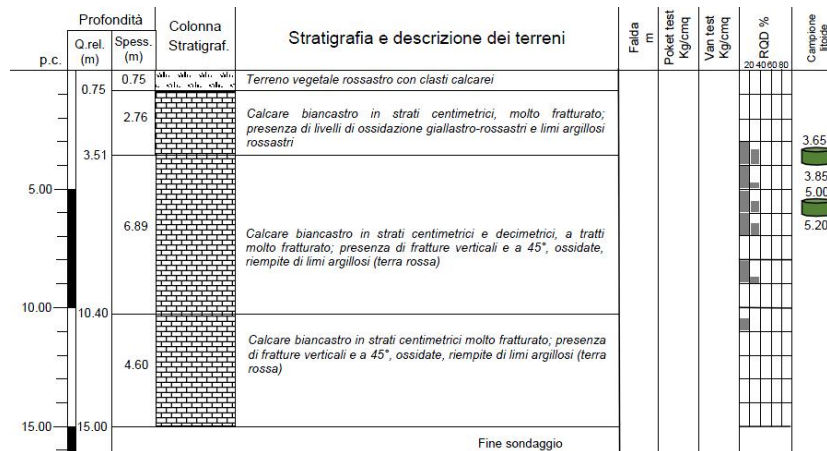 Profondità
Q.rel.
(m)
Spess.
(m)
Colonna
Stratigraf.
Stratigrafia e descrizione dei terreni
Falda
m
Poket test
Kg/cmq
Van test
Kg/cmq
RQD %
20 40 60 80
Campione
litoide
p.c.
0.75
0.75
Terreno vegetale rossastro con clasti calcarei
2.76
Calcare biancastro in strati centimetrici, molto fratturato;
presenza di livelli di ossidazione giallastro-rossastri e limi argillosi
rossastri
3.51
3.65
3.85
5.00
5.00
5.20
6.89
Calcare biancastro in strati centimetrici e decimetrici, a tratti
molto fratturato; presenza di fratture verticali e a 45°, ossidate,
riempite di limi argillosi (terra rossa)
10.00
10.40
4.60
Calcare biancastro in strati centimetrici molto fratturato; presenza
di fratture verticali e a 45°, ossidate, riempite di limi argillosi (terra
rossa)
15.00
15.00
Fine sondaggio